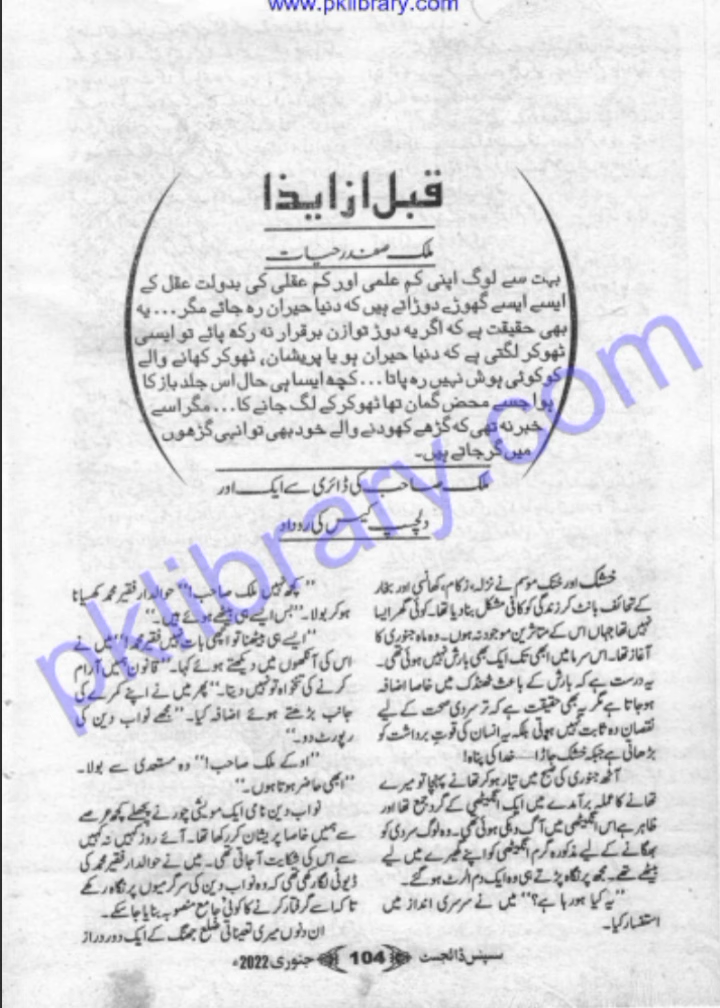 www.pklibrary.com
قبل از ایذا
ملک صفدر حیات
بہت سے لوگ اپنی کم علمی اور کم عقلی کی بدولت عقل کے
ایسے ایسے گھوڑے دوڑاتے ہیں کہ دنیا حیران رہ جائے مگر... یہ
بھی حقیقت ہے کہ اگر یہ دوڑ توازن برقرار نہ رکھ پائے تو ایسی
ٹھوکر لگتی ہے کہ دنیا حیران ہو یا پریشان، ٹھوکر کھانے والے
کو کوئی ہوش نہیں رہ پاتا... کچھ ایسا ہی حال اس جلد باز کا
ہوا جسے محض گمان تھا ٹھوکر کے لگ جانے کا... مگر اسے
خبر نہ تھی کہ گڑھے کھودنے والے خود بھی تو انہی گڑھوں
میں گر جاتے ہیں۔
ملک صاحب کی ڈائری سے ایک اور
دلچسپ کیس کی روداد
خشک اور خنک موسم نے نزلہ، زکام، کھانسی اور بخار
کے تحائف بانٹ کر زندگی کو کافی مشکل بنا دیا تھا۔ کوئی گھر ایسا
نہیں تھا جہاں اس کے متاثرین موجود نہ ہوں۔ وہ ماہ جنوری کا
آغاز تھا۔ اس سرما میں ابھی تک ایک بھی بارش نہیں ہوئی تھی۔
یہ درست ہے کہ بارش کے باعث ٹھنڈک میں خاصا اضافہ
ہو جاتا ہے مگر یہ بھی حقیقت ہے کہ تر سردی صحت کے لیے
نقصان دہ ثابت نہیں ہوتی بلکہ یہ انسان کی قوتِ برداشت کو
بڑھاتی ہے جبکہ خشک جاڑا... خدا کی پناہ!
آٹھ جنوری کی صبح میں تیار ہو کر تھانے پہنچا تو میرے
تھانے کا عملہ برآمدے میں ایک انگیٹھی کے گرد جمع تھا اور
ظاہر ہے اس انگیٹھی میں آگ دہکی ہوئی تھی۔ وہ لوگ سردی کو
بھگانے کے لیے مذکورہ گرم انگیٹھی کو اپنے گھیرے میں لیے
بیٹھے تھے۔ مجھ پر نگاہ پڑتے ہی وہ ایک دم الرٹ ہو گئے۔
”یہ کیا ہو رہا ہے؟“ میں نے سرسری انداز میں
استفسار کیا۔
”کچھ نہیں ملک صاحب!“ حوالدار فقیر محمد کھسیانا
ہو کر بولا۔ ”بس ایسے ہی بیٹھے ہوئے ہیں۔“
”ایسے ہی بیٹھنا تو اچھی بات نہیں فقیر محمد!“ میں نے
اس کی آنکھوں میں دیکھتے ہوئے کہا۔ ”قانون ہمیں آرام
کرنے کی تنخواہ تو نہیں دیتا۔“ پھر میں نے اپنے کمرے کی
جانب بڑھتے ہوئے اضافہ کیا۔ ”مجھے نواب دین کی
رپورٹ دو۔“
”اوکے ملک صاحب!“ وہ مستعدی سے بولا۔
”ابھی حاضر ہوتا ہوں۔“
نواب دین نامی ایک مویشی چور نے پچھلے کچھ عرصے
سے ہمیں خاصا پریشان کر رکھا تھا۔ آئے روز کہیں نہ کہیں
سے اس کی شکایت آ جاتی تھی۔ میں نے حوالدار فقیر محمد کی
ڈیوٹی لگا رکھی تھی کہ وہ نواب دین کی سرگرمیوں پر نگاہ رکھے
تا کہ اسے گرفتار کرنے کا کوئی جامع منصوبہ بنایا جا سکے۔
ان دنوں میری تعیناتی ضلع جھنگ کے ایک دور دراز
سسپنس ڈائجسٹ 104 جنوری 2022ء
pklibrary.com